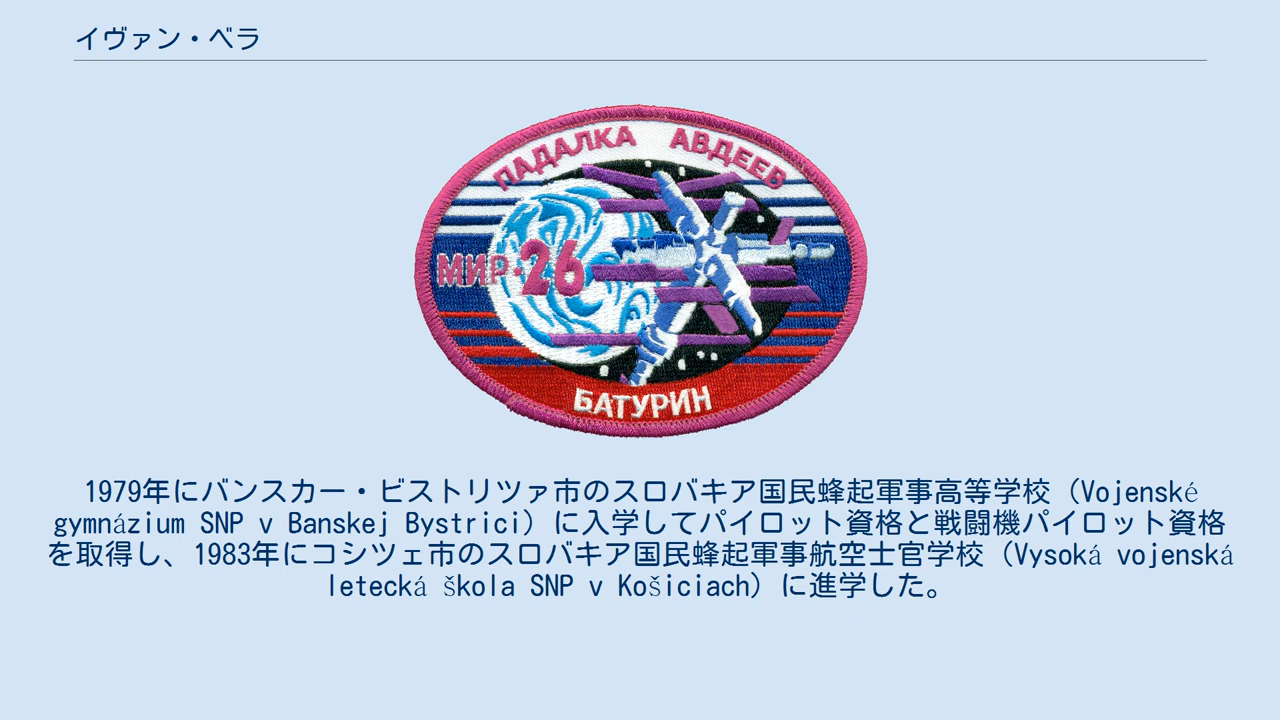 イヴァン・ベラ
ПАДАЛКА АВДЕЕВ
МИР-26
БАТУРИН
1979年にバンスカー・ビストリツァ市のスロバキア国民蜂起軍事高等学校（Vojenské
gymnázium SNP v Banskej Bystrici）に入学してパイロット資格と戦闘機パイロット資格
を取得し、1983年にコシツェ市のスロバキア国民蜂起軍事航空士官学校（Vysoká vojenská
letecká škola SNP v Košiciach）に進学した。